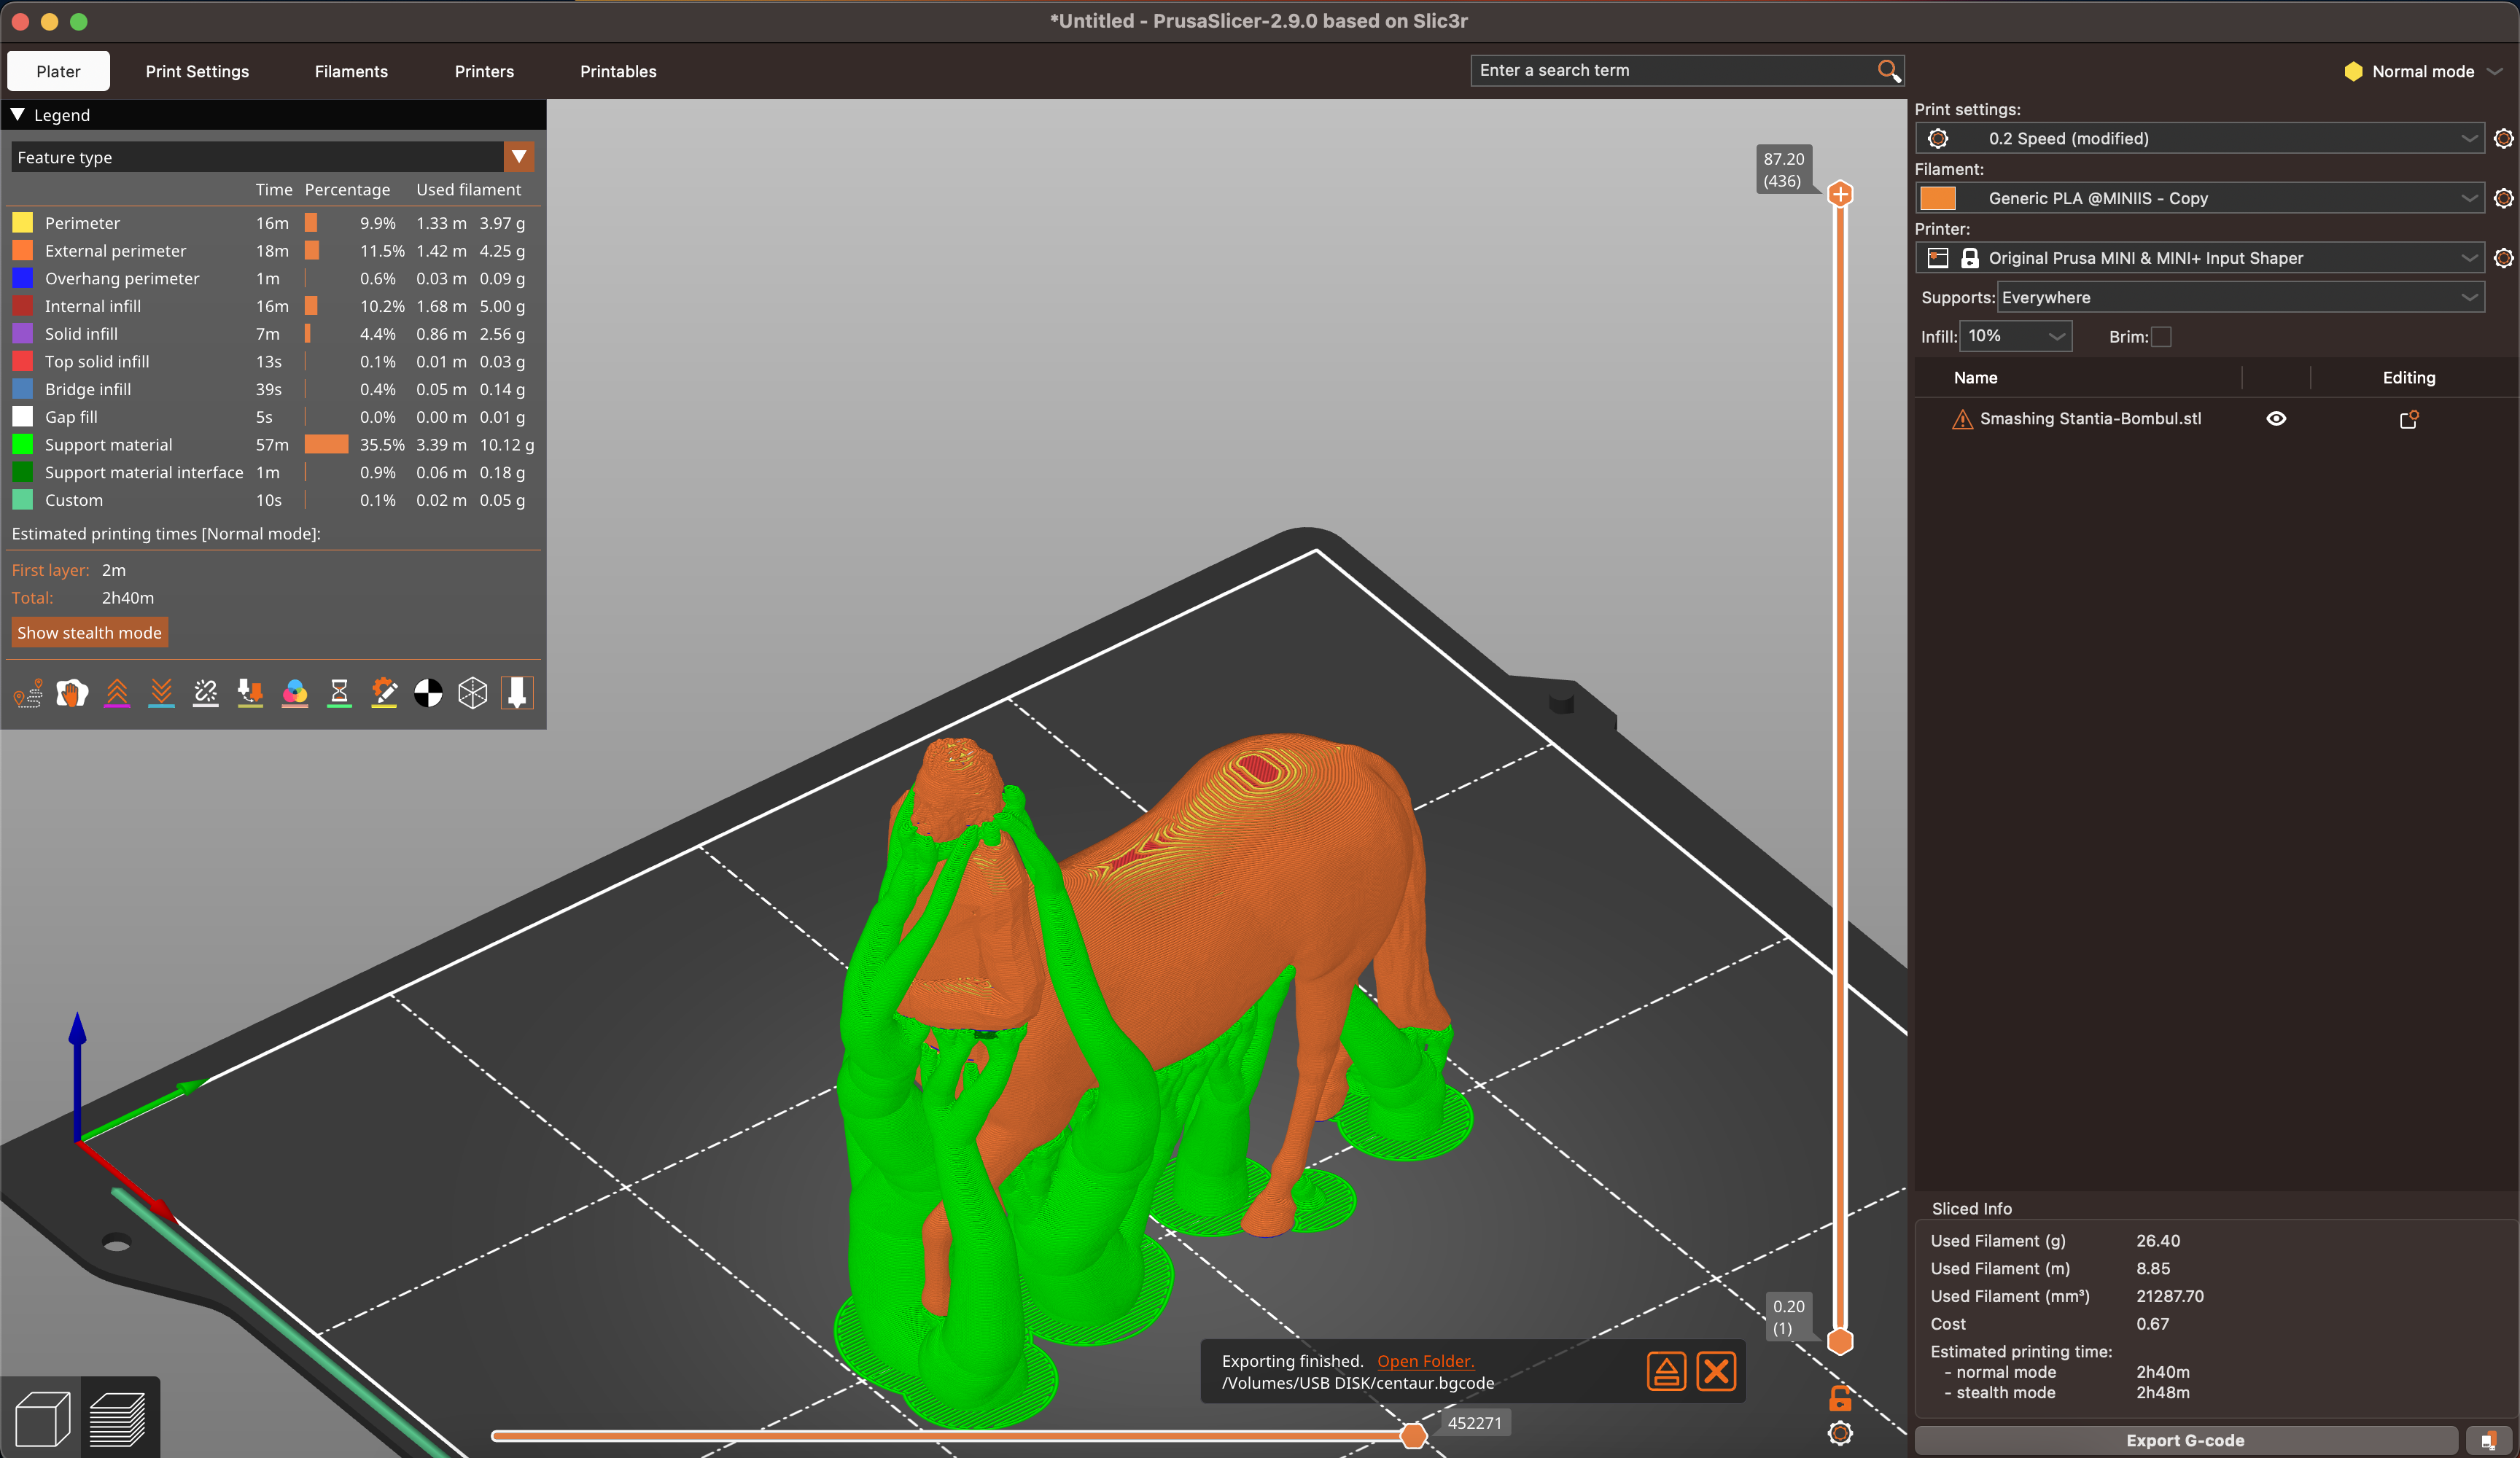 *Untitled - PrusaSlicer-2.9.0 based on Slic3r
Plater
Print Settings
Filaments
Printers
Printables
Enter a search term
Normal mode
Legend
Feature type
Time Percentage Used filament
Perimeter 16m 9.9% 1.33 m 3.97 g
External perimeter 18m 11.5% 1.42 m 4.25 g
Overhang perimeter 1m 0.6% 0.03 m 0.09 g
Internal infill 16m 10.2% 1.68 m 5.00 g
Solid infill 7m 4.4% 0.86 m 2.56 g
Top solid infill 13s 0.1% 0.01 m 0.03 g
Bridge infill 39s 0.4% 0.05 m 0.14 g
Gap fill 5s 0.0% 0.00 m 0.01 g
Support material 57m 35.5% 3.39 m 10.12 g
Support material interface 1m 0.9% 0.06 m 0.18 g
Custom 10s 0.1% 0.02 m 0.05 g
Estimated printing times [Normal mode]:
First layer: 2m
Total: 2h40m
Show stealth mode
87.20
(436)
0.20
(1)
Exporting finished. Open Folder.
/Volumes/USB DISK/centaur.bgcode
452271
Print settings:
0.2 Speed (modified)
Filament:
Generic PLA @MINIIS - Copy
Printer:
Original Prusa MINI & MINI+ Input Shaper
Supports: Everywhere
Infill: 10% Brim:
Name Editing
Smashing Stantia-Bombul.stl
Sliced Info
Used Filament (g) 26.40
Used Filament (m) 8.85
Used Filament (mm³) 21287.70
Cost 0.67
Estimated printing time:
- normal mode 2h40m
- stealth mode 2h48m
Export G-code